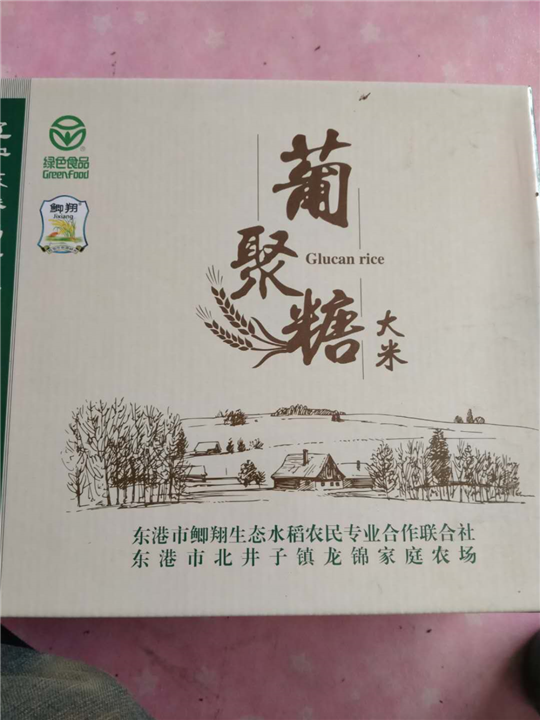 绿色食品
Greenfood
鲫翔
Jixiang
葡聚糖
Glucan rice
大米
东港市鲫翔生态水稻农民专业合作联合社
东港市北井子镇龙锦家庭农场